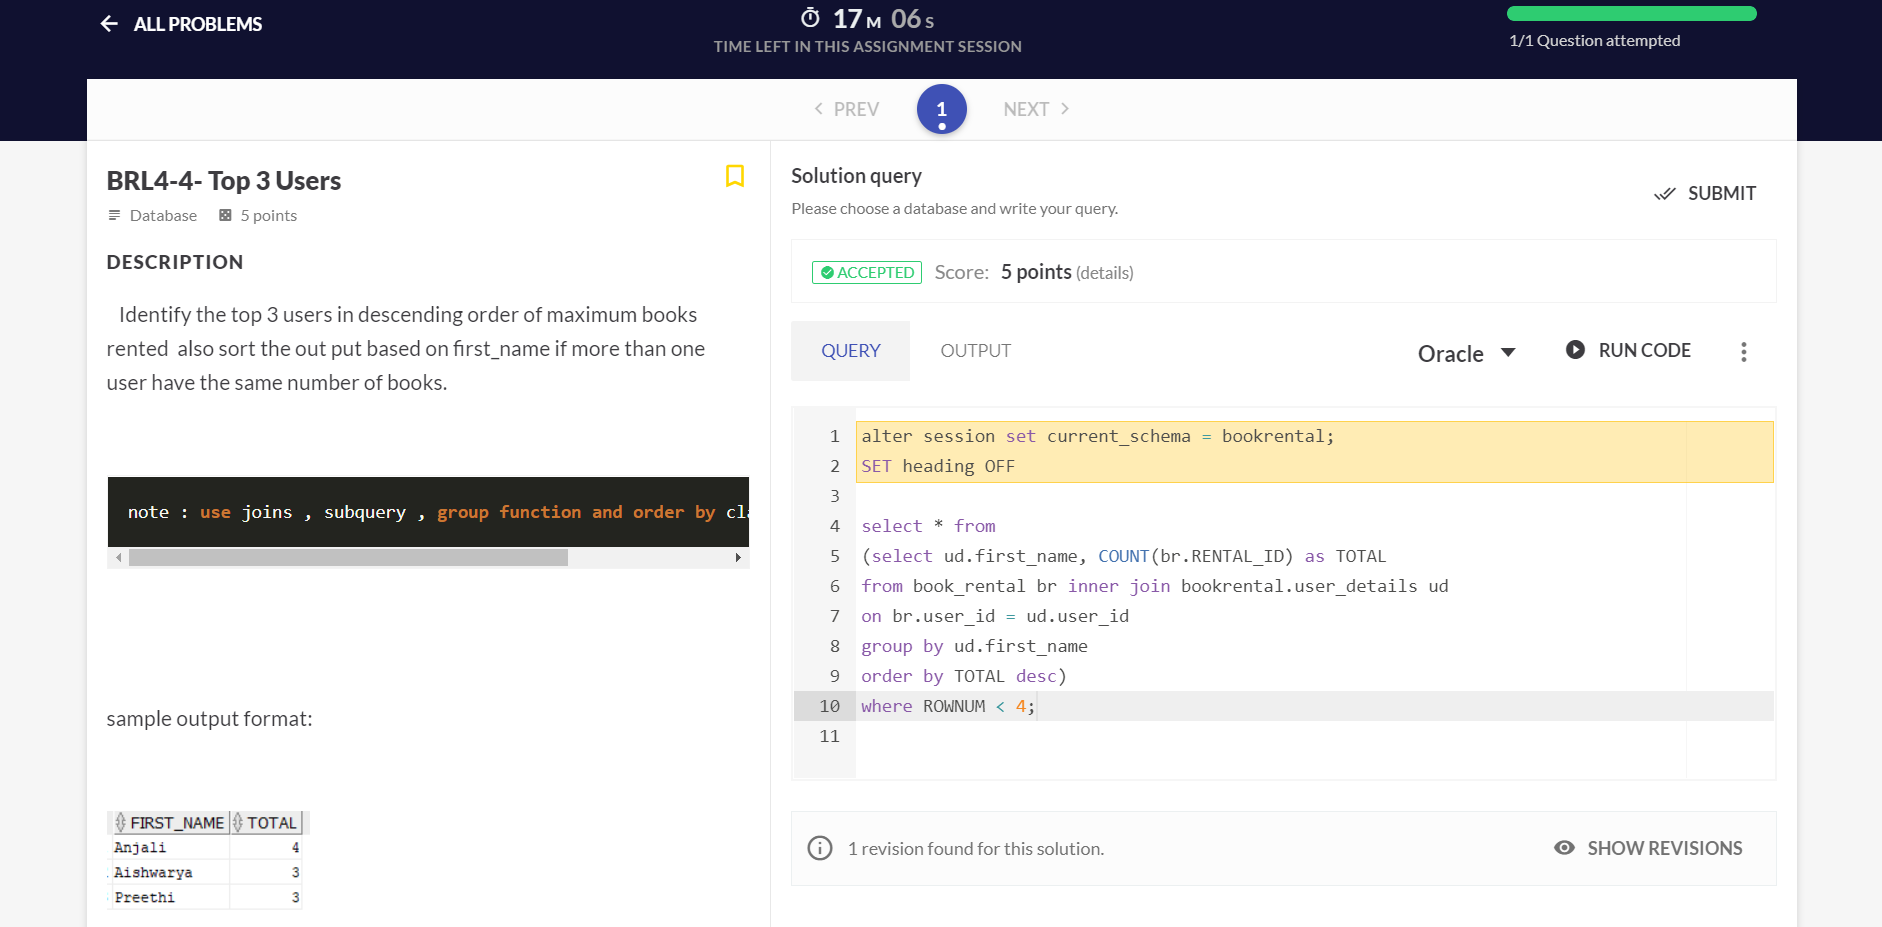 ALL PROBLEMS
17 M 06 S
TIME LEFT IN THIS ASSIGNMENT SESSION
1/1 Question attempted
PREV
1
NEXT
BRL4-4- Top 3 Users
Database 5 points
DESCRIPTION
Identify the top 3 users in descending order of maximum books
rented also sort the out put based on first_name if more than one
user have the same number of books.
note : use joins , subquery , group function and order by cla
sample output format:
FIRST_NAME TOTAL
Anjali 4
Aishwarya 3
Preethi 3
Solution query
Please choose a database and write your query.
SUBMIT
ACCEPTED Score: 5 points (details)
QUERY OUTPUT Oracle RUN CODE
1 alter session set current_schema = bookrental;
2 SET heading OFF
3
4 select * from
5 (select ud.first_name, COUNT(br.RENTAL_ID) as TOTAL
6 from book_rental br inner join bookrental.user_details ud
7 on br.user_id = ud.user_id
8 group by ud.first_name
9 order by TOTAL desc)
10 where ROWNUM < 4;
11
1 revision found for this solution.
SHOW REVISIONS